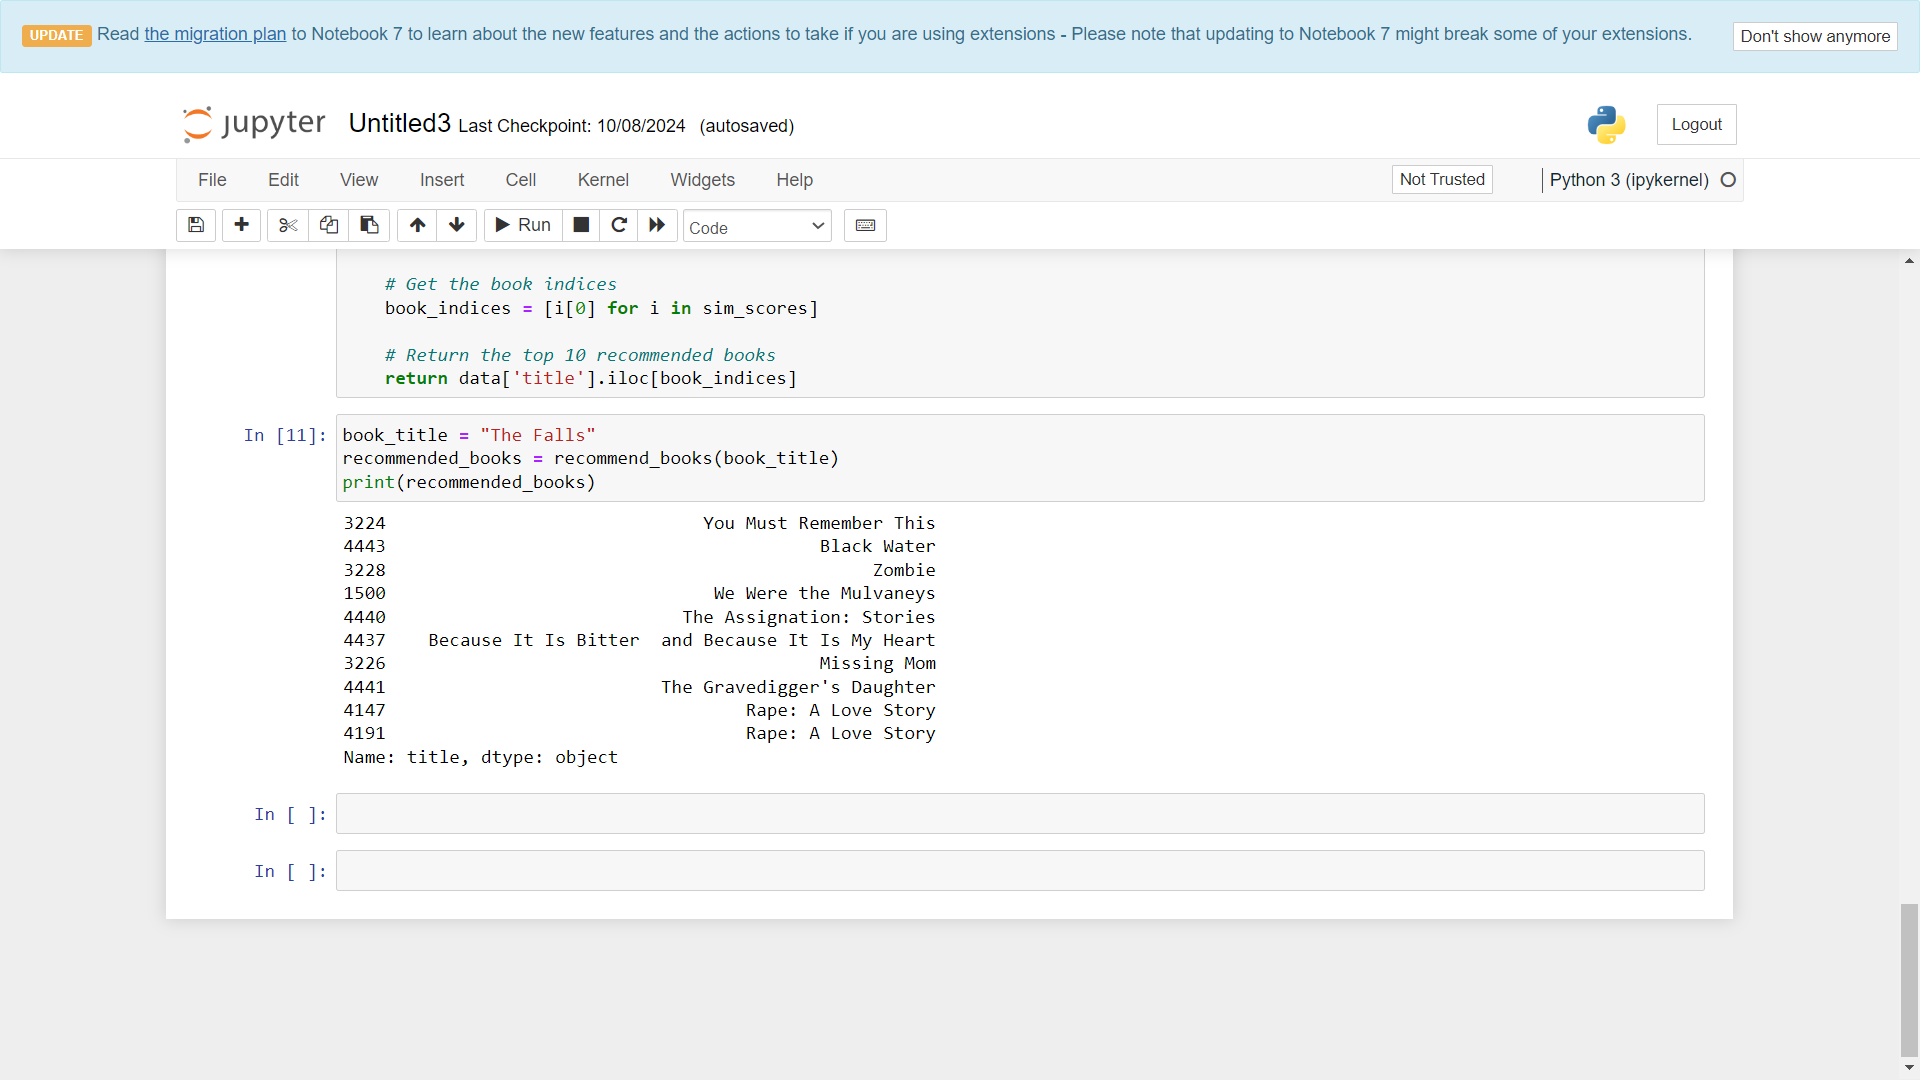 UPDATE Read the migration plan to Notebook 7 to learn about the new features and the actions to take if you are using extensions - Please note that updating to Notebook 7 might break some of your extensions. Don't show anymore
jupyter Untitled3 Last Checkpoint: 10/08/2024 (autosaved) Logout
File Edit View Insert Cell Kernel Widgets Help Not Trusted Python 3 (ipykernel)
Run Code
# Get the book indices
book_indices = [i[0] for i in sim_scores]
# Return the top 10 recommended books
return data['title'].iloc[book_indices]
In [11]: book_title = "The Falls"
recommended_books = recommend_books(book_title)
print(recommended_books)
3224 You Must Remember This
4443 Black Water
3228 Zombie
1500 We Were the Mulvaneys
4440 The Assignation: Stories
4437 Because It Is Bitter  and Because It Is My Heart
3226 Missing Mom
4441 The Gravedigger's Daughter
4147 Rape: A Love Story
4191 Rape: A Love Story
Name: title, dtype: object
In [ ]:
In [ ]: